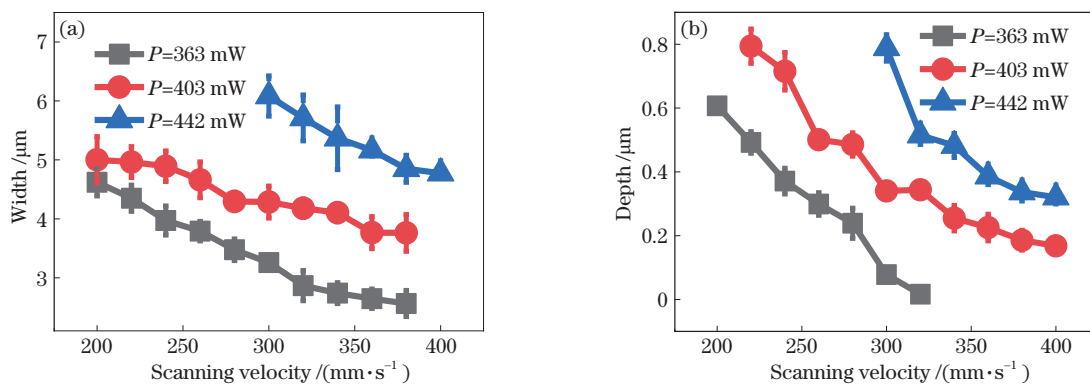 (a)
P=363 mW
P=403 mW
P=442 mW
7
6
5
4
3
Width /μm
200 250 300 350 400
Scanning velocity /(mm·s⁻¹)
(b)
P=363 mW
P=403 mW
P=442 mW
0.8
0.6
0.4
0.2
0
Depth /μm
200 250 300 350 400
Scanning velocity /(mm·s⁻¹)